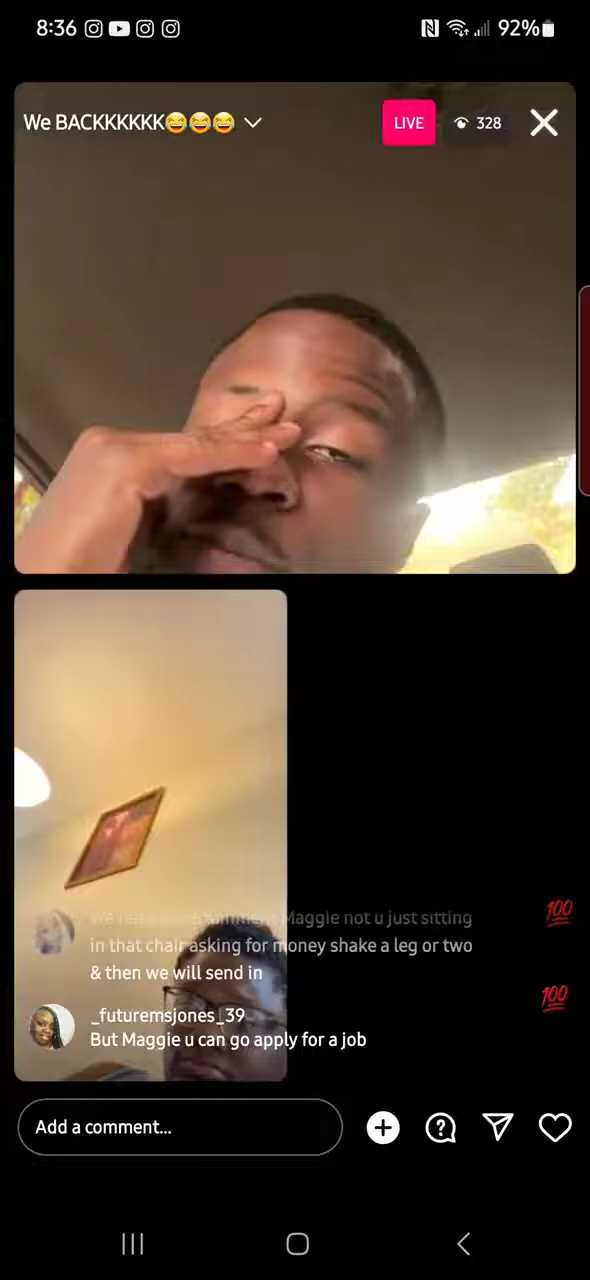 8:36
92%
We BACKKKKKK😂😂😂
LIVE
328
Maggie not u just sitting
in that chair asking for money shake a leg or two
& then we will send in
_futuremsjones_39
But Maggie u can go apply for a job
💯
💯
Add a comment...